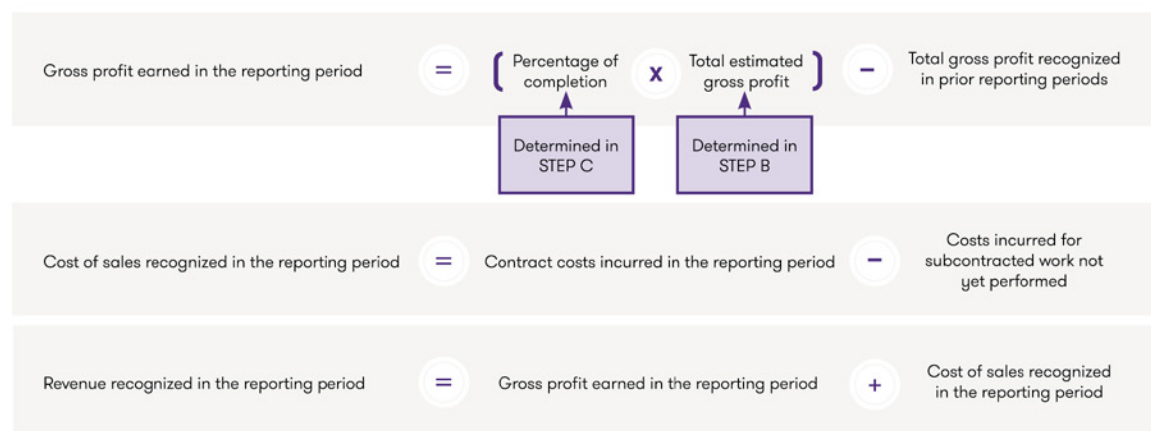 Gross profit earned in the reporting period = ( Percentage of completion x Total estimated gross profit ) − Total gross profit recognized in prior reporting periods
Determined in
STEP C
Determined in
STEP B
Cost of sales recognized in the reporting period = Contract costs incurred in the reporting period − Costs incurred for subcontracted work not yet performed
Revenue recognized in the reporting period = Gross profit earned in the reporting period + Cost of sales recognized in the reporting period